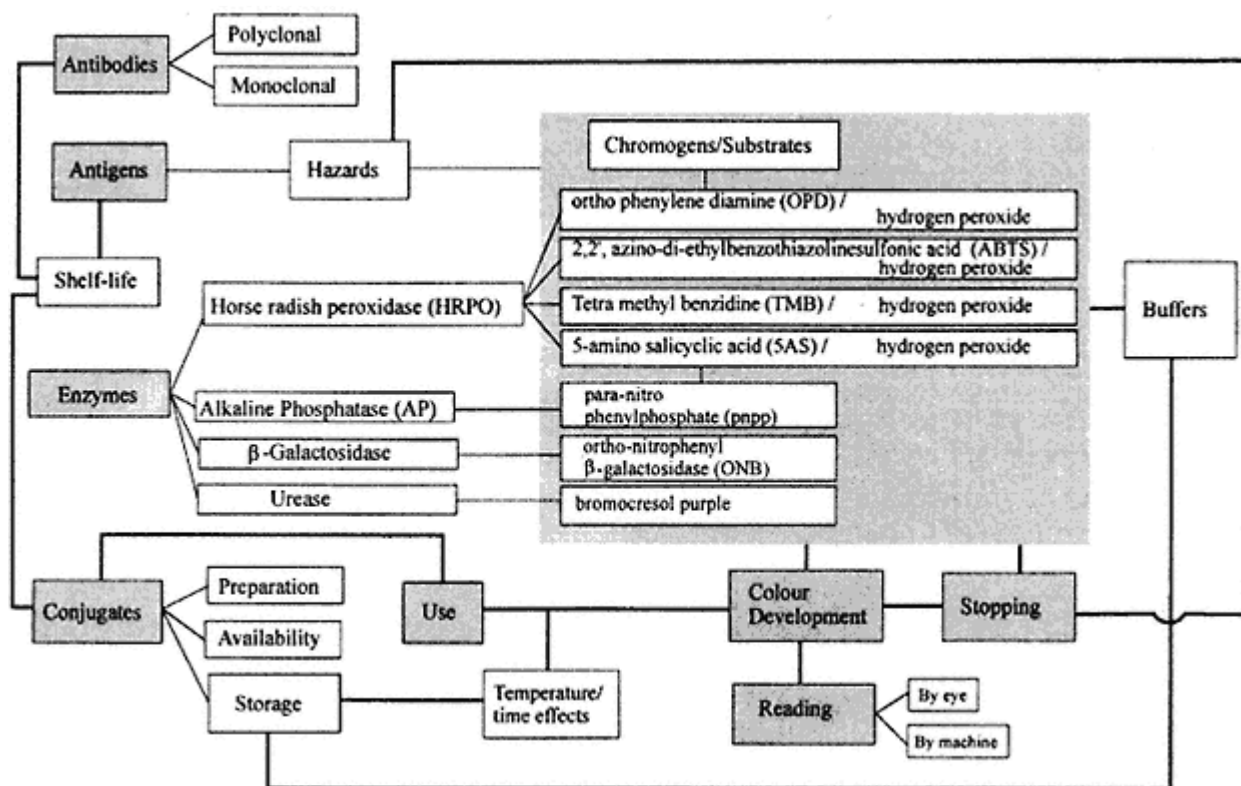 Polyclonal
Antibodies
Monoclonal
Antigens
Hazards
Chromogens/Substrates
ortho phenylene diamine (OPD) /
hydrogen peroxide
2,2', azino-di-ethylbenzothiazolinesulfonic acid (ABTS) /
hydrogen peroxide
Shelf-life
Horse radish peroxidase (HRPO)
Tetra methyl benzidine (TMB) / hydrogen peroxide
Buffers
5-amino salicyclic acid (5AS) / hydrogen peroxide
Enzymes
Alkaline Phosphatase (AP)
para-nitro
phenylphosphate (pnpp)
β-Galactosidase
ortho-nitrophenyl
β-galactosidase (ONB)
Urease
bromocresol purple
Conjugates
Preparation
Availability
Storage
Use
Temperature/
time effects
Colour
Development
Stopping
Reading
By eye
By machine